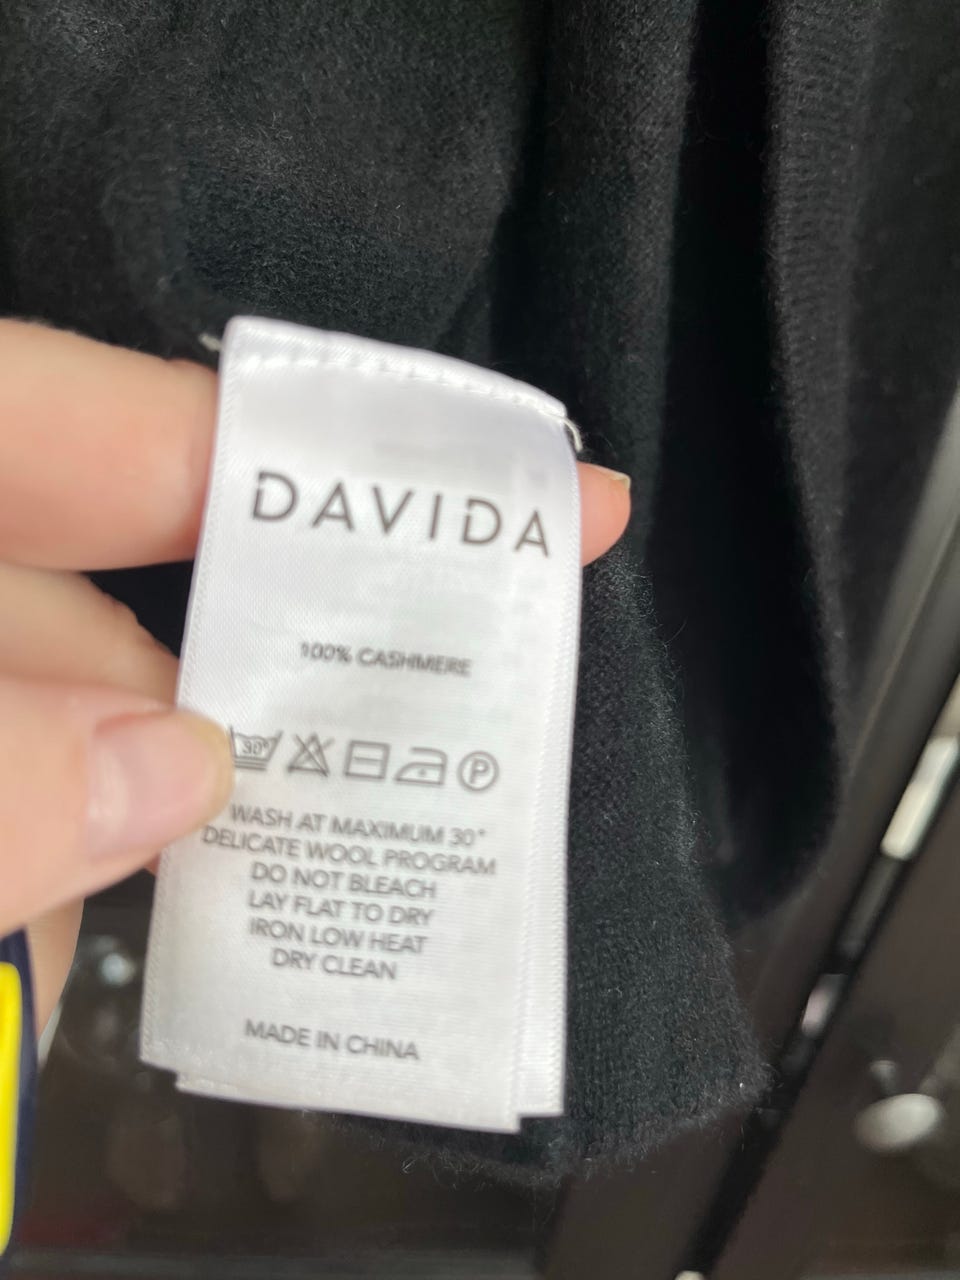 DAVIDA
100% CASHMERE
30°
P
WASH AT MAXIMUM 30°
DELICATE WOOL PROGRAM
DO NOT BLEACH
LAY FLAT TO DRY
IRON LOW HEAT
DRY CLEAN
MADE IN CHINA